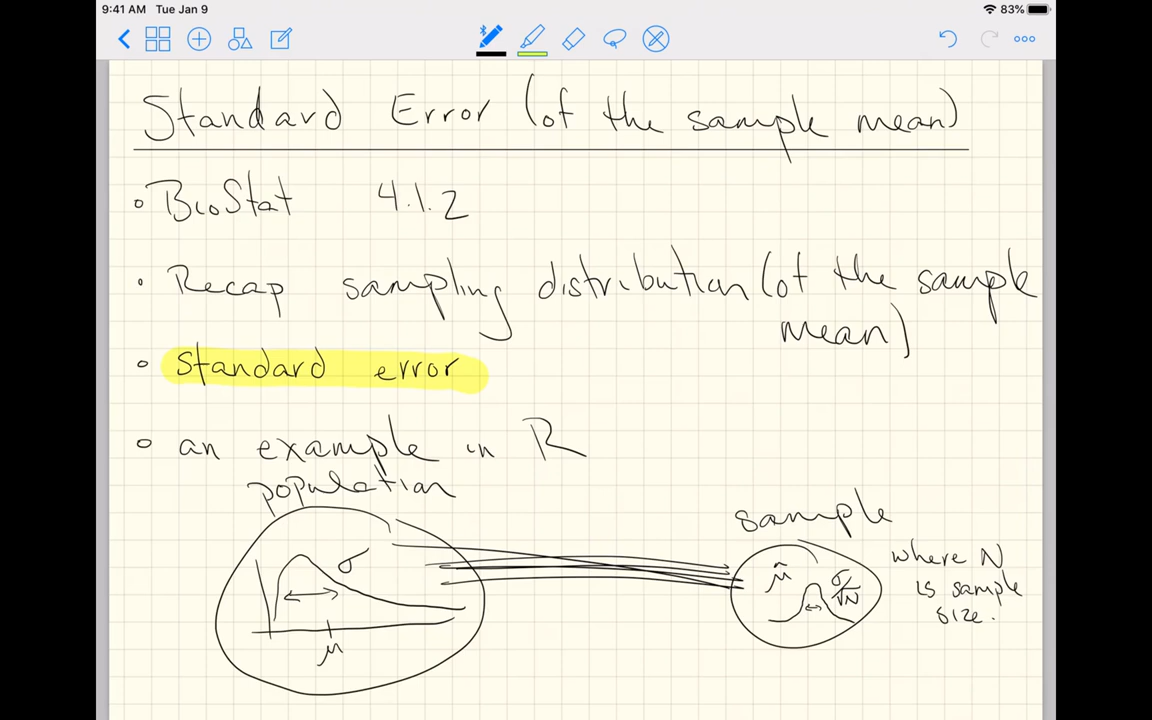 9:41 AM Tue Jan 9
83%
Standard Error (of the sample mean)
• BioStat 4.1.2
• Recap sampling distribution (of the sample
mean)
• Standard error
• an example in R
population
sample
σ
μ
μ̂
σ/√N
where N
is sample
size.